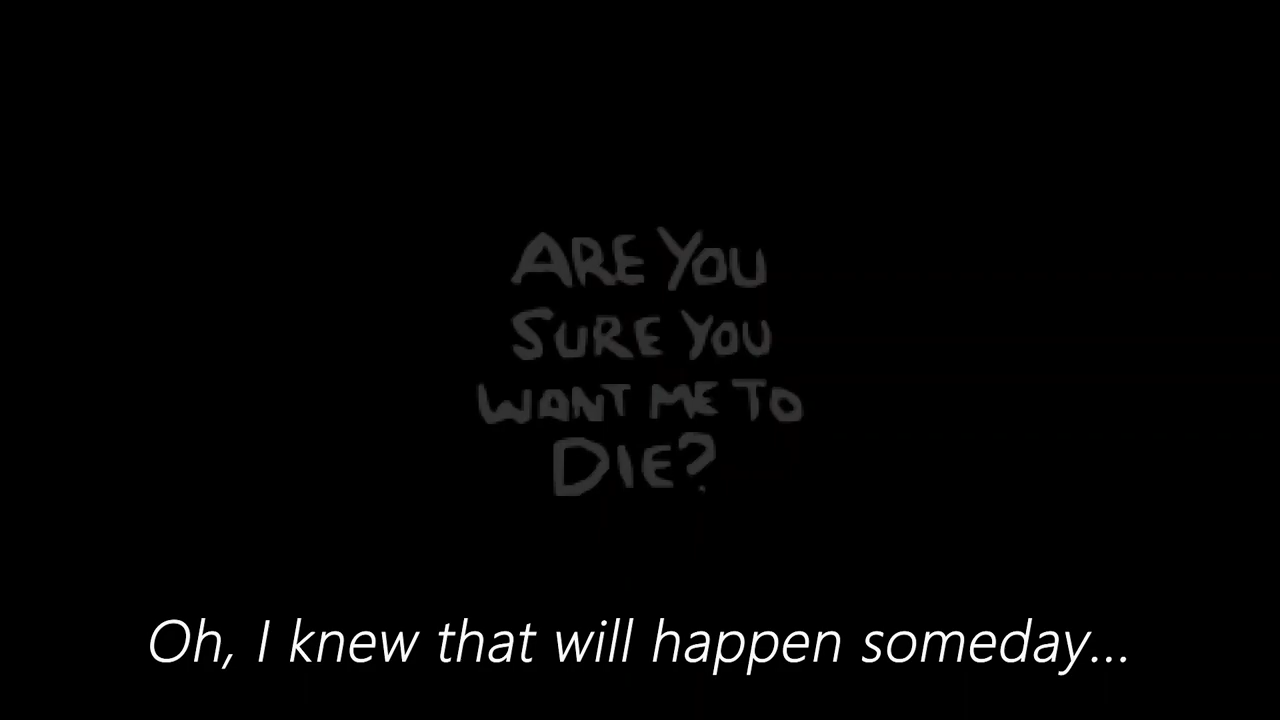 ARE YOU
SURE YOU
WANT ME TO
DIE?
Oh, I knew that will happen someday...